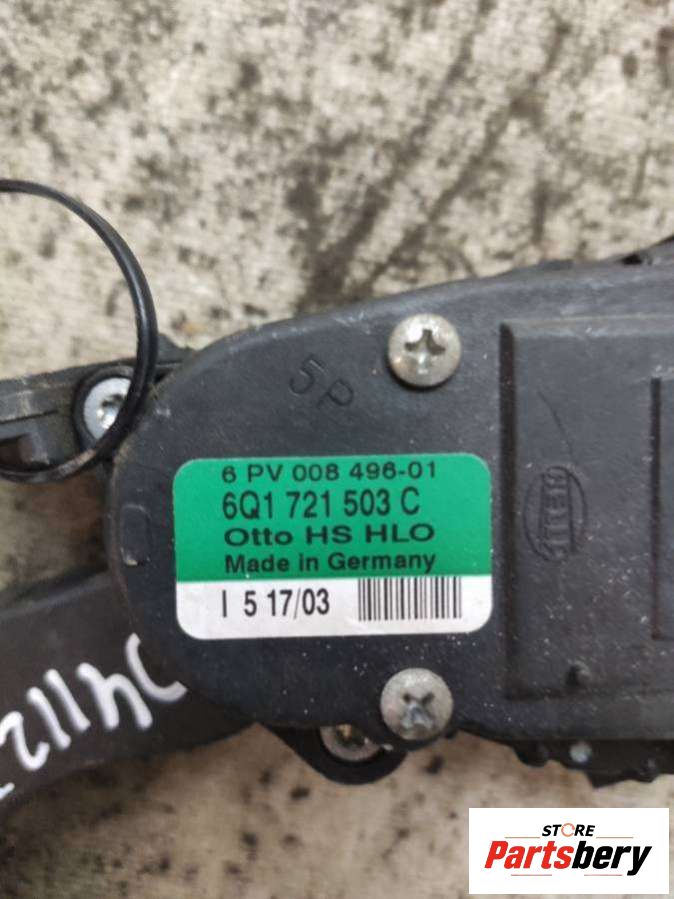 5P
6 PV 008 496-01
6Q1 721 503 C
Otto HS HLO
Made in Germany
I 5 17/03
HELLA
STORE
Partsbery